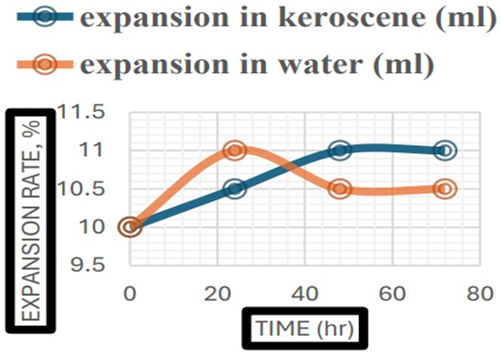 expansion in keroscene (ml)
expansion in water (ml)
EXPANSION RATE, %
11.5
11
10.5
10
9.5
0
20
40
60
80
TIME (hr)